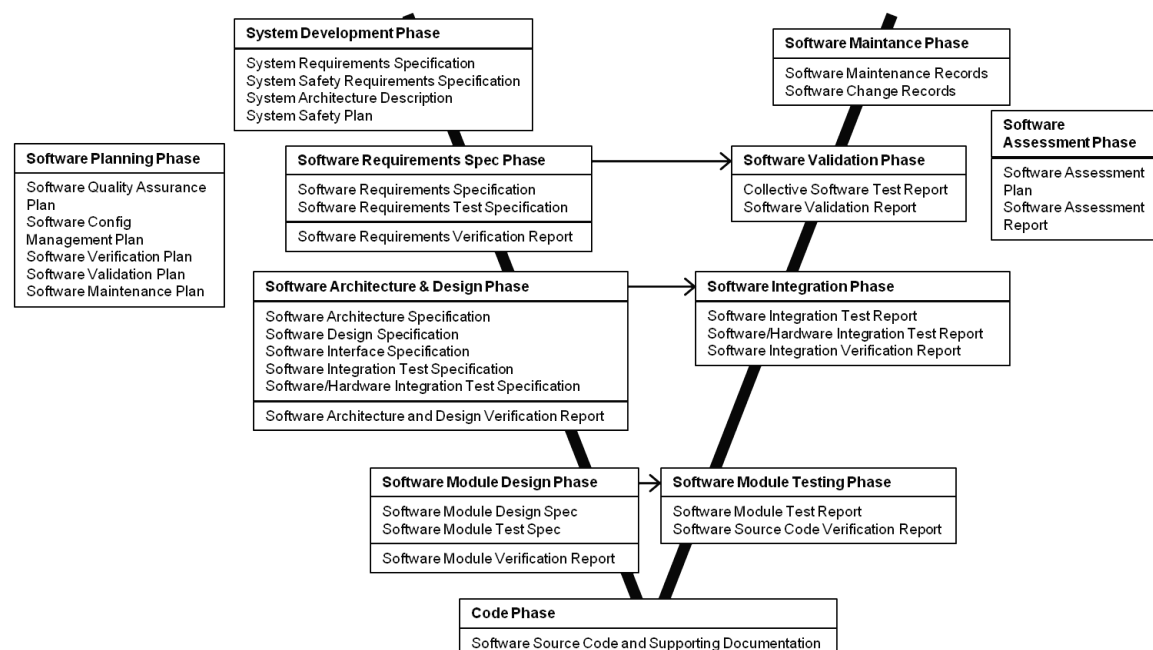 System Development Phase
System Requirements Specification
System Safety Requirements Specification
System Architecture Description
System Safety Plan
Software Maintance Phase
Software Maintenance Records
Software Change Records
Software
Assessment Phase
Software Assessment
Plan
Software Assessment
Report
Software Planning Phase
Software Quality Assurance
Plan
Software Config
Management Plan
Software Verification Plan
Software Validation Plan
Software Maintenance Plan
Software Requirements Spec Phase
Software Requirements Specification
Software Requirements Test Specification
Software Requirements Verification Report
Software Validation Phase
Collective Software Test Report
Software Validation Report
Software Architecture & Design Phase
Software Architecture Specification
Software Design Specification
Software Interface Specification
Software Integration Test Specification
Software/Hardware Integration Test Specification
Software Architecture and Design Verification Report
Software Integration Phase
Software Integration Test Report
Software/Hardware Integration Test Report
Software Integration Verification Report
Software Module Design Phase
Software Module Design Spec
Software Module Test Spec
Software Module Verification Report
Software Module Testing Phase
Software Module Test Report
Software Source Code Verification Report
Code Phase
Software Source Code and Supporting Documentation